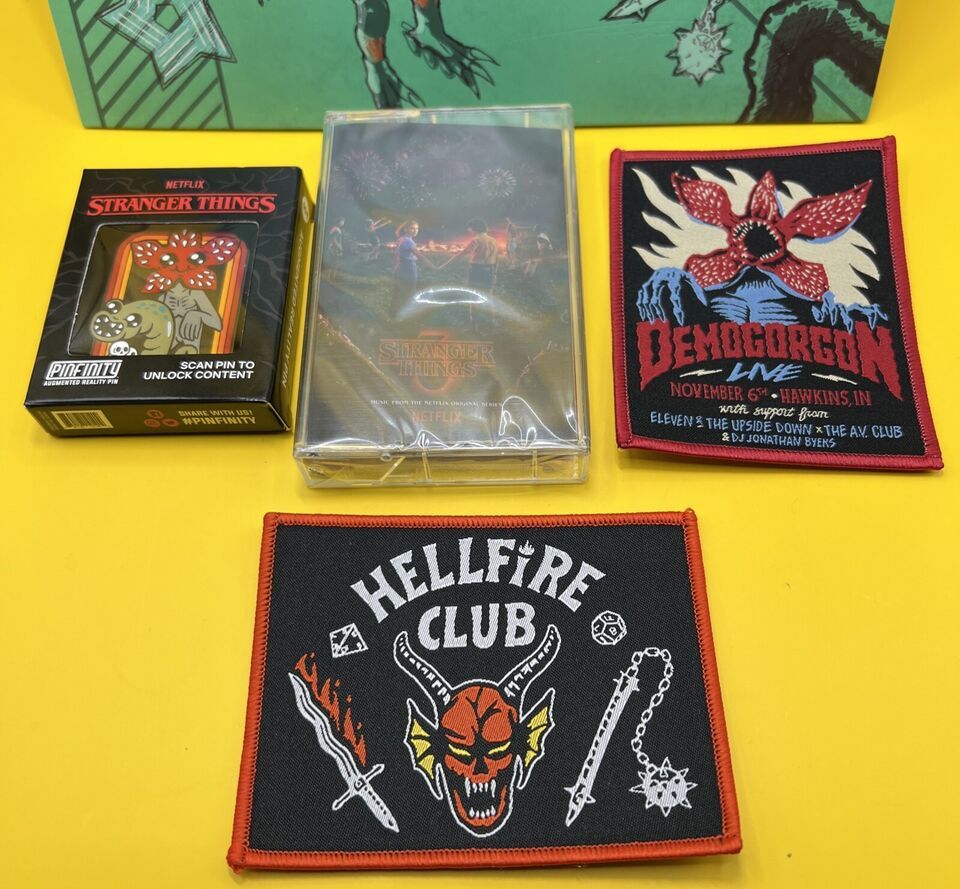 NETFLIX
STRANGER THINGS
PINFINITY
AUGMENTED REALITY PIN
SCAN PIN TO
UNLOCK CONTENT
SHARE WITH US!
#PINFINITY
STRANGER
3
THINGS
MUSIC FROM THE NETFLIX ORIGINAL SERIES
NETFLIX
DEMOGORGON
LIVE
NOVEMBER 6TH • HAWKINS, IN
with support from
ELEVEN & THE UPSIDE DOWN × THE A.V. CLUB
& DJ JONATHAN BYERS
HELLFIRE
CLUB